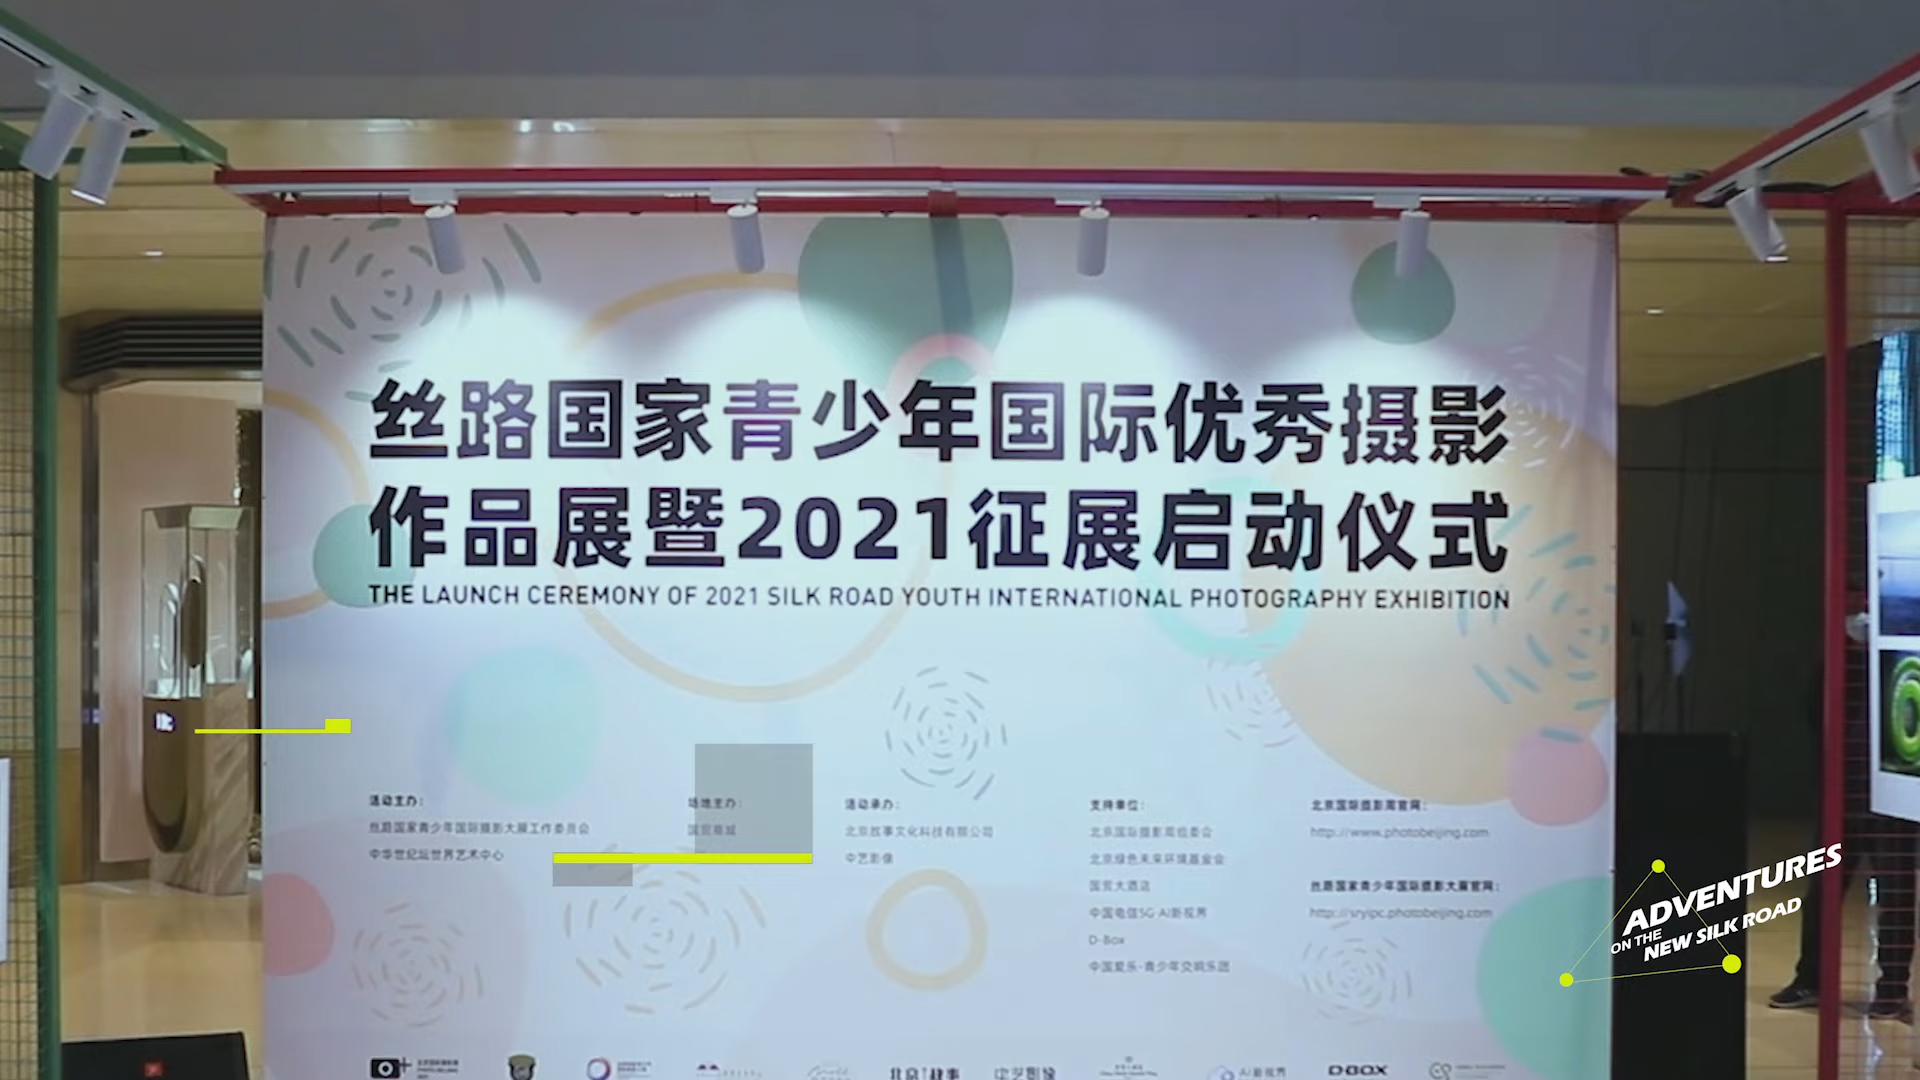 丝路国家青少年国际优秀摄影
作品展暨2021征展启动仪式
THE LAUNCH CEREMONY OF 2021 SILK ROAD YOUTH INTERNATIONAL PHOTOGRAPHY EXHIBITION
活动主办:
丝路国家青少年国际摄影大展工作委员会
中华世纪坛世界艺术中心
场地主办:
国贸商城
活动承办:
北京故事文化科技有限公司
中艺影像
支持单位:
北京国际摄影周组委会
北京绿色未来环境基金会
国贸大酒店
中国电信5G·AI新视界
D-Box
中国爱乐-青少年交响乐团
北京国际摄影周官网:
http://www.photobeijing.com
丝路国家青少年国际摄影大展官网:
http://sryipc.photobeijing.com
中艺影像
AI新视界
D-BOX
ADVENTURES
ON THE
NEW SILK ROAD